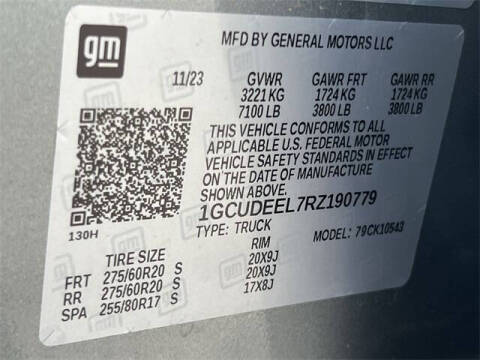 gm
MFD BY GENERAL MOTORS LLC
11/23 GVWR GAWR FRT GAWR RR
3221 KG 1724 KG 1724 KG
7100 LB 3800 LB 3800 LB
THIS VEHICLE CONFORMS TO ALL
APPLICABLE U.S. FEDERAL MOTOR
VEHICLE SAFETY STANDARDS IN EFFECT
ON THE DATE OF MANUFACTURE
SHOWN ABOVE.
1GCUDEEL7RZ190779
130H TYPE: TRUCK MODEL: 79CK10543
TIRE SIZE RIM
FRT 275/60R20 S 20X9J
RR 275/60R20 S 20X9J
SPA 255/80R17 S 17X8J